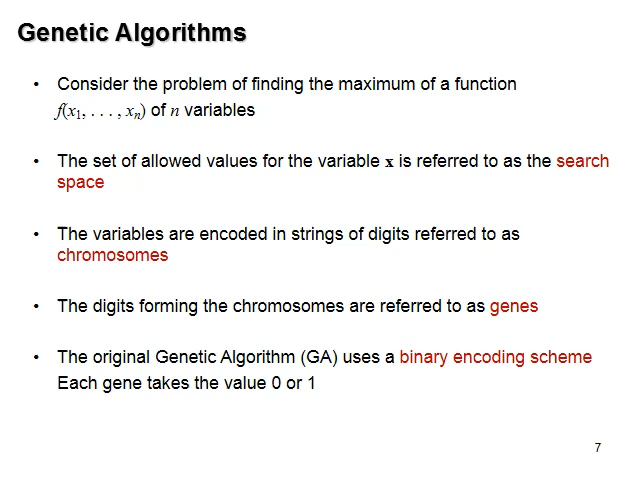 Genetic Algorithms
• Consider the problem of finding the maximum of a function
f(x1, . . . , xn) of n variables
• The set of allowed values for the variable x is referred to as the search
space
• The variables are encoded in strings of digits referred to as
chromosomes
• The digits forming the chromosomes are referred to as genes
• The original Genetic Algorithm (GA) uses a binary encoding scheme
Each gene takes the value 0 or 1
7